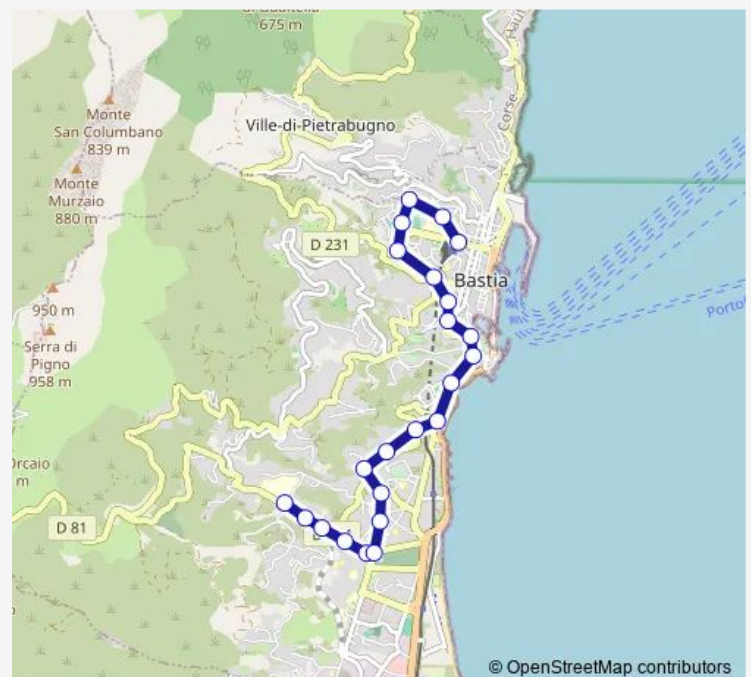 675 m
Monte
San Columbano
839 m
Ville-di-Pietrabugno
Corse
Monte
Murzaio
880 m
D 231
Bastia
950 m
Serra di
Pigno
958 m
Porto
m
D 81
© OpenStreetMap contributors